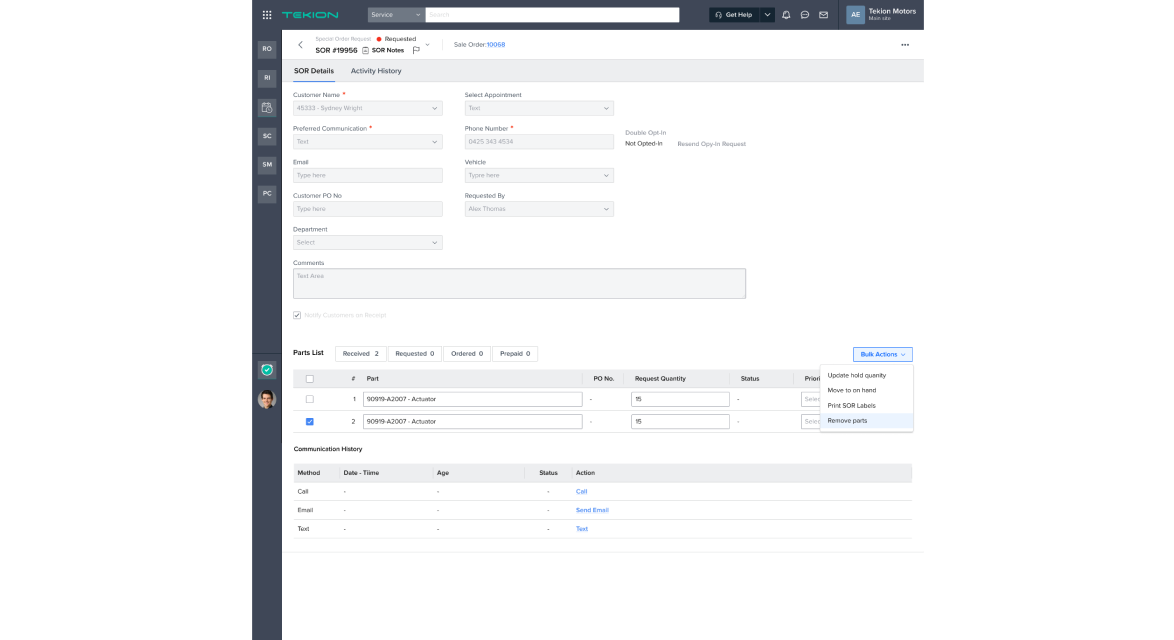 TEKION Service Search Get Help AE Tekion Motors
Main site
Special Order Request Requested
SOR #19956 SOR Notes Sale Order:10068
RO
RI
SC
SM
PC
SOR Details Activity History
Customer Name * Select Appointment
45333 - Sydney Wright Text
Preferred Communication * Phone Number * Double Opt-In
Text 0425 343 4534 Not Opted-In Resend Opy-In Request
Email Vehicle
Type here Typre here
Customer PO No Requested By
Type here Alex Thomas
Department
Select
Comments
Text Area
Notify Customers on Receipt
Parts List Received 2 Requested 0 Ordered 0 Prepaid 0 Bulk Actions
# Part PO No. Request Quantity Status Priori
1 90919-A2007 - Actuator - 15 - Selec
2 90919-A2007 - Actuator - 15 - Selec
Update hold quanity
Move to on hand
Print SOR Labels
Remove parts
Communication History
Method Date - Tiime Age Status Action
Call - - - Call
Email - - - Send Email
Text - - - Text